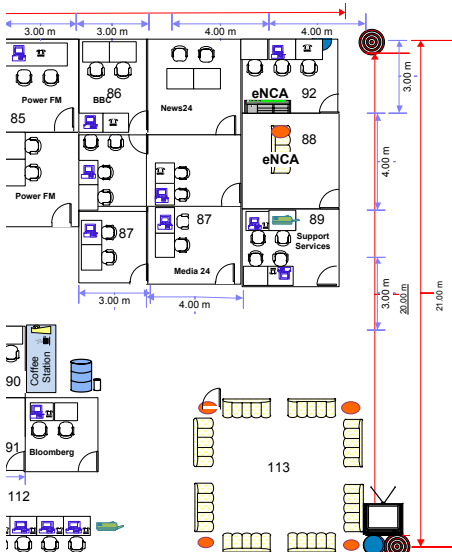 3.00 m
3.00 m
4.00 m
4.00 m
3.00 m
Power FM
85
86
BBC
News24
eNCA
92
88
eNCA
4.00 m
Power FM
87
87
89
Support
Services
Media 24
3.00 m
4.00 m
3.00 m
20.00 m
21.00 m
90
Coffee
Station
91
Bloomberg
113
112